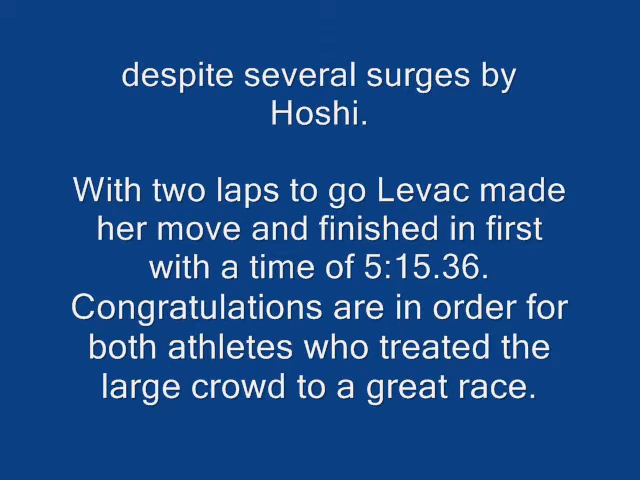 despite several surges by
Hoshi.
With two laps to go Levac made
her move and finished in first
with a time of 5:15.36.
Congratulations are in order for
both athletes who treated the
large crowd to a great race.